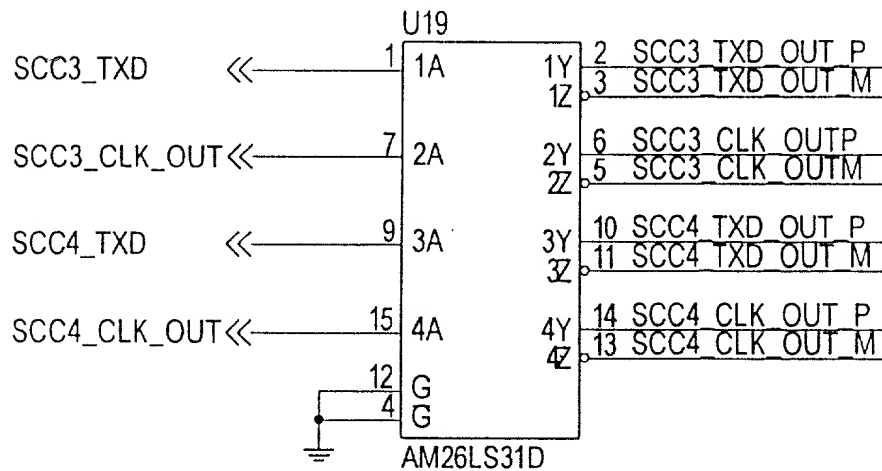 U19
SCC3_TXD 1 1A 1Y 2 SCC3_TXD_OUT_P
1Z 3 SCC3_TXD_OUT_M
SCC3_CLK_OUT 7 2A 2Y 6 SCC3_CLK_OUTP
2Z 5 SCC3_CLK_OUTM
SCC4_TXD 9 3A 3Y 10 SCC4_TXD_OUT_P
3Z 11 SCC4_TXD_OUT_M
SCC4_CLK_OUT 15 4A 4Y 14 SCC4_CLK_OUT_P
4Z 13 SCC4_CLK_OUT_M
12 G
4 G
AM26LS31D